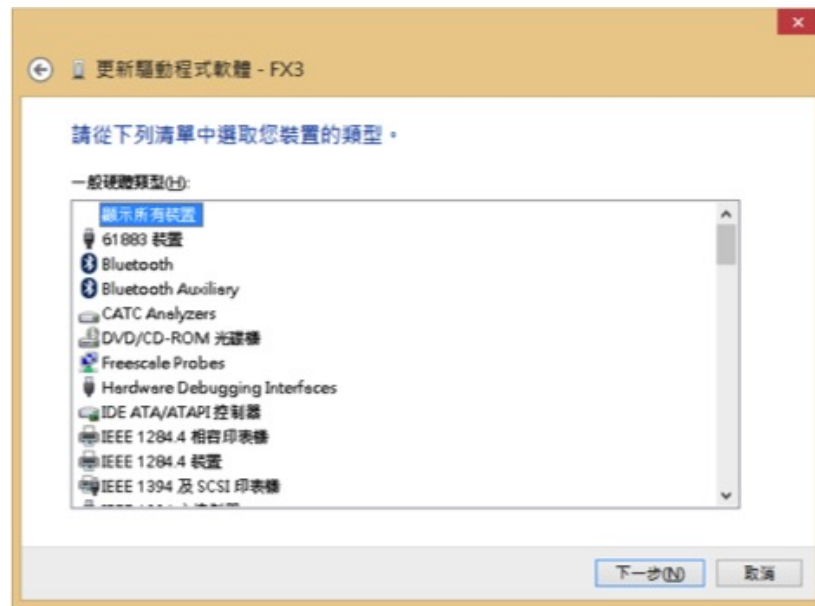 更新驅動程式軟體 - FX3
請從下列清單中選取您裝置的類型。
一般硬體類型(H):
顯示所有裝置
61883 裝置
Bluetooth
Bluetooth Auxiliary
CATC Analyzers
DVD/CD-ROM 光碟機
Freescale Probes
Hardware Debugging Interfaces
IDE ATA/ATAPI 控制器
IEEE 1284.4 相容印表機
IEEE 1284.4 裝置
IEEE 1394 及 SCSI 印表機
下一步(N)
取消